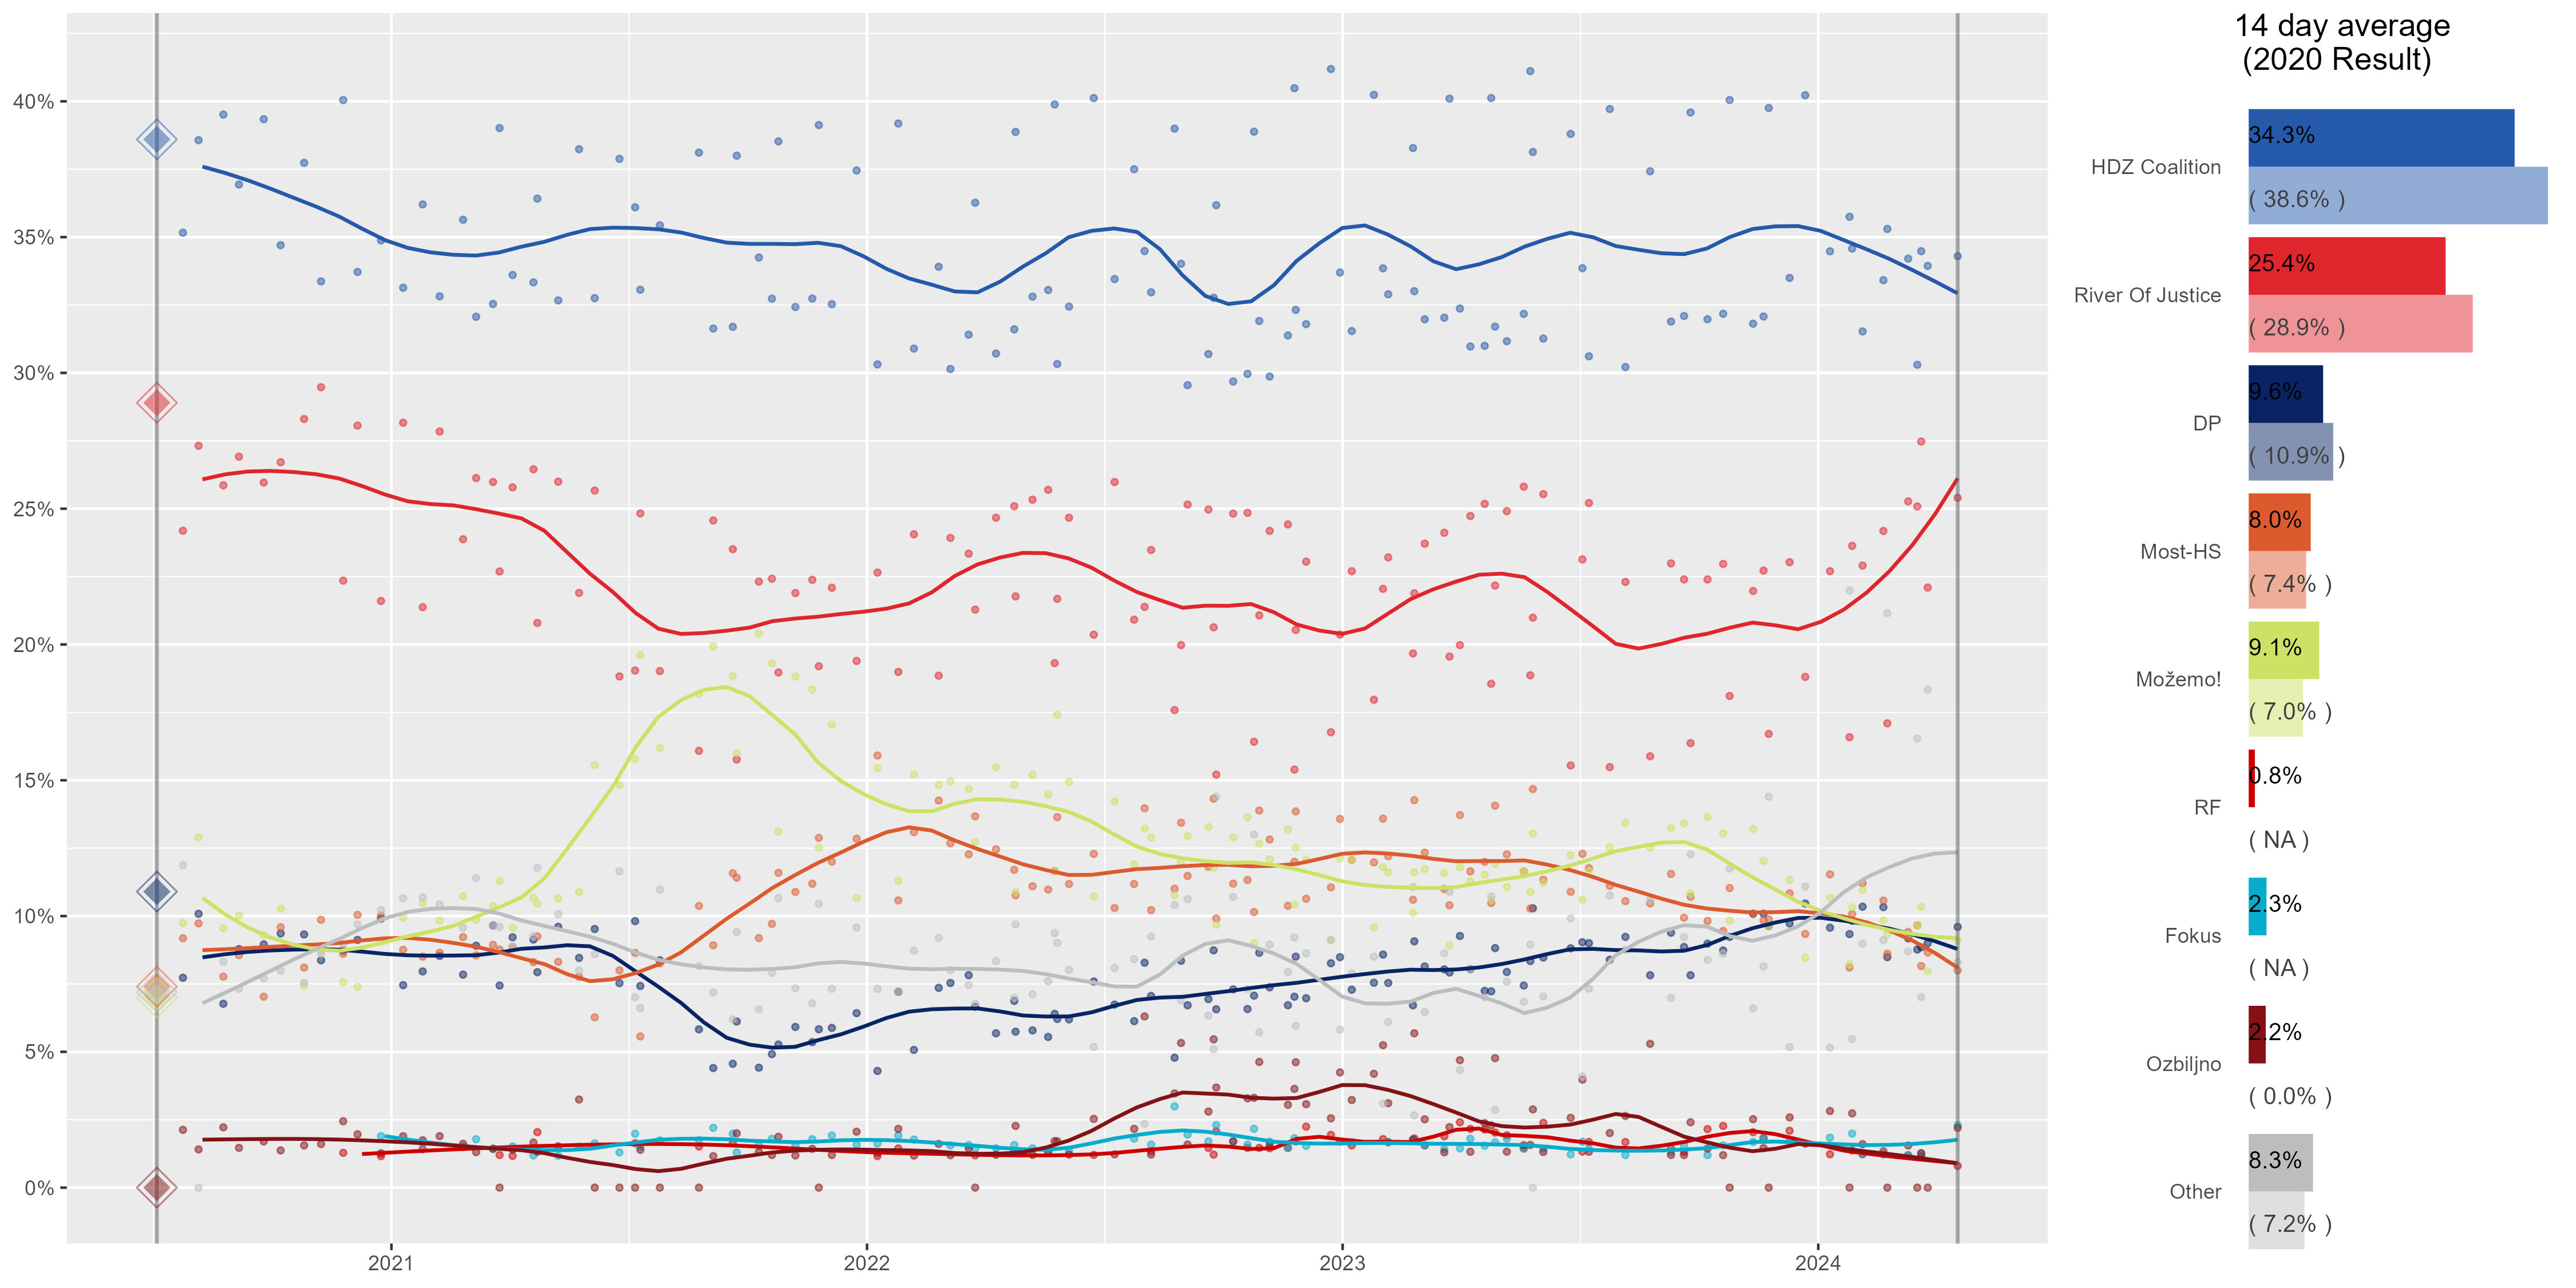 14 day average
(2020 Result)
40%
35%
30%
25%
20%
15%
10%
5%
0%
2021
2022
2023
2024
HDZ Coalition
34.3%
( 38.6% )
River Of Justice
25.4%
( 28.9% )
DP
9.6%
( 10.9% )
Most-HS
8.0%
( 7.4% )
Možemo!
9.1%
( 7.0% )
RF
0.8%
( NA )
Fokus
2.3%
( NA )
Ozbiljno
2.2%
( 0.0% )
Other
8.3%
( 7.2% )